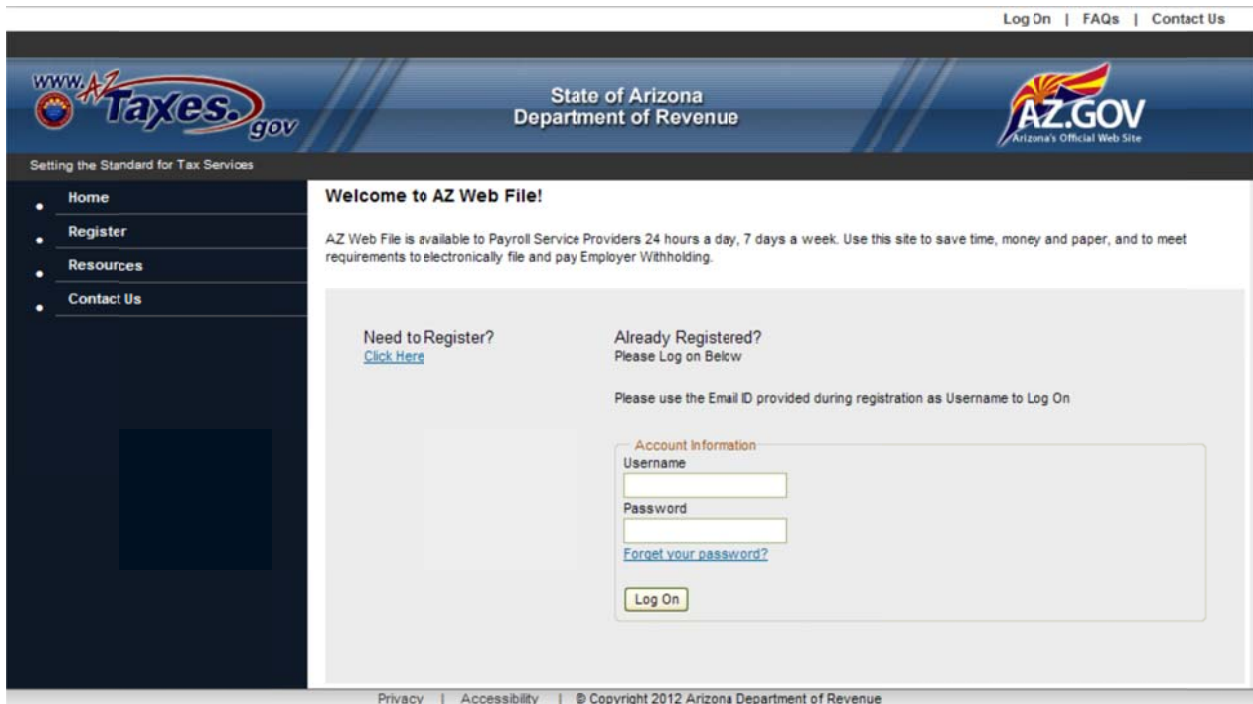 Log On | FAQs | Contact Us
www.AZTaxes.gov
State of Arizona
Department of Revenue
AZ.GOV
Arizona's Official Web Site
Setting the Standard for Tax Services
Home
Register
Resources
Contact Us
Welcome to AZ Web File!
AZ Web File is available to Payroll Service Providers 24 hours a day, 7 days a week. Use this site to save time, money and paper, and to meet
requirements to electronically file and pay Employer Withholding.
Need to Register?
Click Here
Already Registered?
Please Log on Below
Please use the Email ID provided during registration as Username to Log On
Account Information
Username
Password
Forget your password?
Log On
Privacy | Accessibility | © Copyright 2012 Arizona Department of Revenue